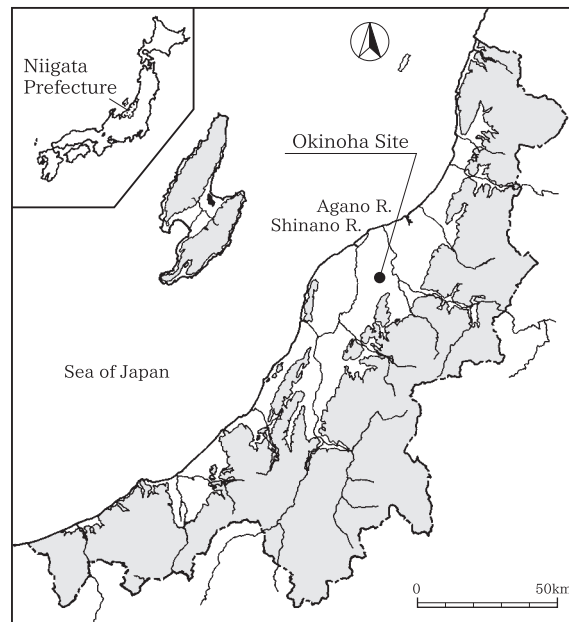 Niigata
Prefecture
Okinoha Site
Agano R.
Shinano R.
Sea of Japan
0 50km